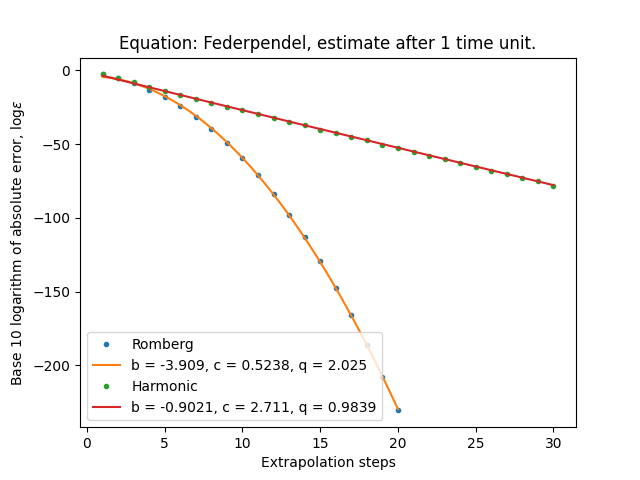 Equation: Federpendel, estimate after 1 time unit.
Base 10 logarithm of absolute error, logε
0
−50
−100
−150
−200
Romberg
b = -3.909, c = 0.5238, q = 2.025
Harmonic
b = -0.9021, c = 2.711, q = 0.9839
0 5 10 15 20 25 30
Extrapolation steps